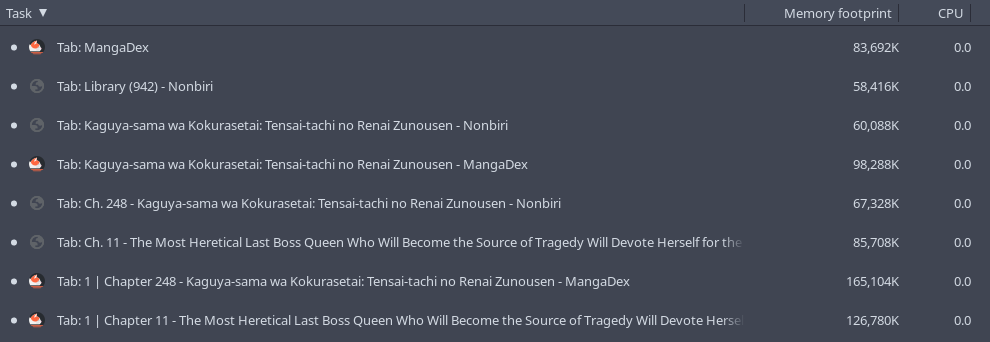 Task ▼ Memory footprint CPU
Tab: MangaDex 83,692K 0.0
Tab: Library (942) - Nonbiri 58,416K 0.0
Tab: Kaguya-sama wa Kokurasetai: Tensai-tachi no Renai Zunousen - Nonbiri 60,088K 0.0
Tab: Kaguya-sama wa Kokurasetai: Tensai-tachi no Renai Zunousen - MangaDex 98,288K 0.0
Tab: Ch. 248 - Kaguya-sama wa Kokurasetai: Tensai-tachi no Renai Zunousen - Nonbiri 67,328K 0.0
Tab: Ch. 11 - The Most Heretical Last Boss Queen Who Will Become the Source of Tragedy Will Devote Herself for the 85,708K 0.0
Tab: 1 | Chapter 248 - Kaguya-sama wa Kokurasetai: Tensai-tachi no Renai Zunousen - MangaDex 165,104K 0.0
Tab: 1 | Chapter 11 - The Most Heretical Last Boss Queen Who Will Become the Source of Tragedy Will Devote Hersel 126,780K 0.0